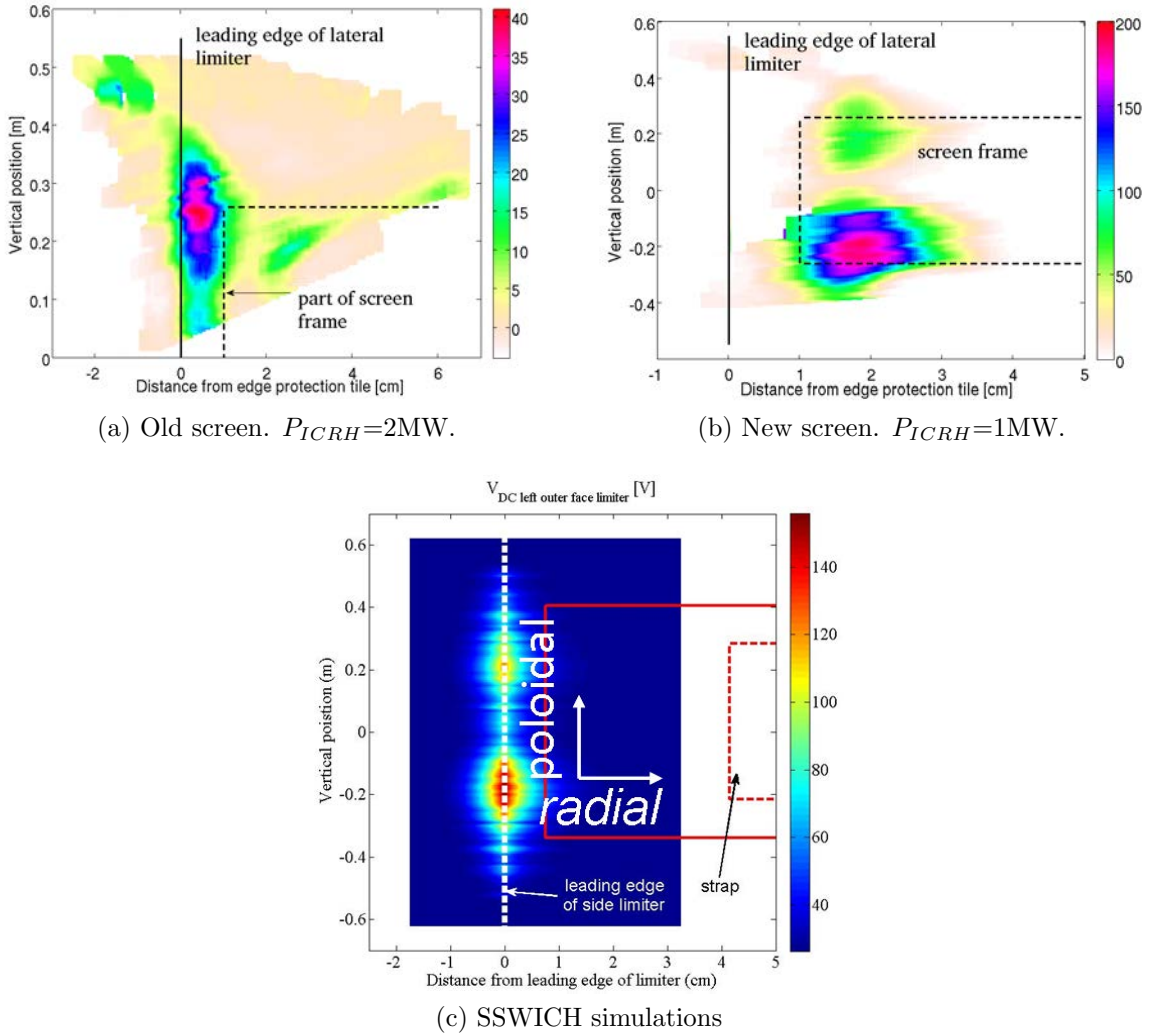 leading edge of lateral
limiter
part of screen
frame
Vertical position [m]
0.6
0.5
0.4
0.3
0.2
0.1
0
-2 0 2 4 6
Distance from edge protection tile [cm]
40
35
30
25
20
15
10
5
0
(a) Old screen. P_{ICRH}=2MW.
leading edge of lateral
limiter
screen frame
Vertical position [m]
0.6
0.4
0.2
0
-0.2
-0.4
-1 0 1 2 3 4 5
Distance from edge protection tile [cm]
200
150
100
50
0
(b) New screen. P_{ICRH}=1MW.
V_{DC left outer face limiter} [V]
Vertical poistion (m)
0.6
0.4
0.2
0
-0.2
-0.4
-0.6
poloidal
radial
leading edge
of side limiter
strap
-2 -1 0 1 2 3 4 5
Distance from leading edge of limiter (cm)
140
120
100
80
60
40
(c) SSWICH simulations